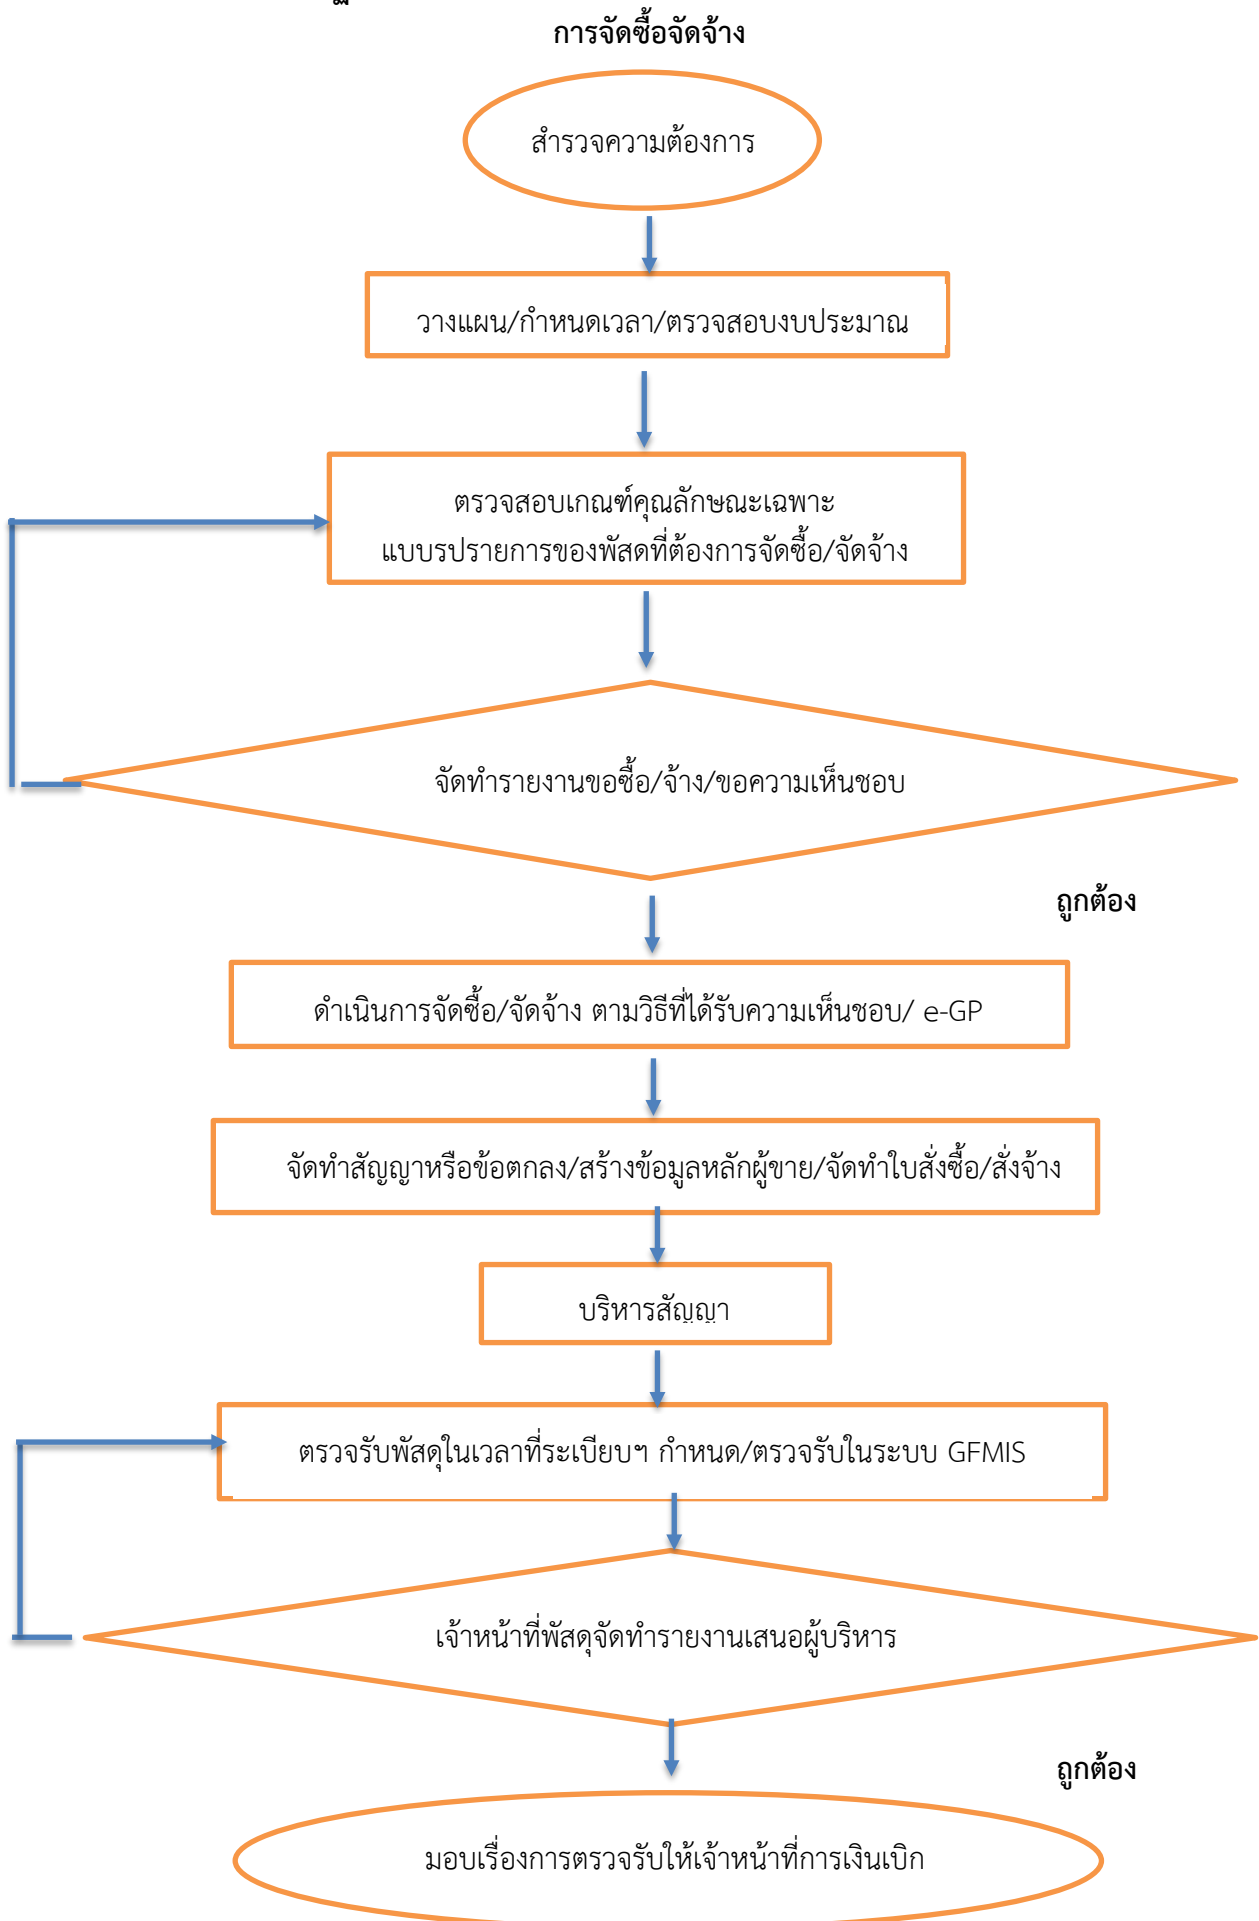 การจัดซื้อจัดจ้าง
สำรวจความต้องการ
วางแผน/กำหนดเวลา/ตรวจสอบงบประมาณ
ตรวจสอบเกณฑ์คุณลักษณะเฉพาะ
แบบรปรายการของพัสดที่ต้องการจัดซื้อ/จัดจ้าง
จัดทำรายงานขอซื้อ/จ้าง/ขอความเห็นชอบ
ถูกต้อง
ดำเนินการจัดซื้อ/จัดจ้าง ตามวิธีที่ได้รับความเห็นชอบ/ e-GP
จัดทำสัญญาหรือข้อตกลง/สร้างข้อมูลหลักผู้ขาย/จัดทำใบสั่งซื้อ/สั่งจ้าง
บริหารสัญญา
ตรวจรับพัสดุในเวลาที่ระเบียบฯ กำหนด/ตรวจรับในระบบ GFMIS
เจ้าหน้าที่พัสดุจัดทำรายงานเสนอผู้บริหาร
ถูกต้อง
มอบเรื่องการตรวจรับให้เจ้าหน้าที่การเงินเบิก